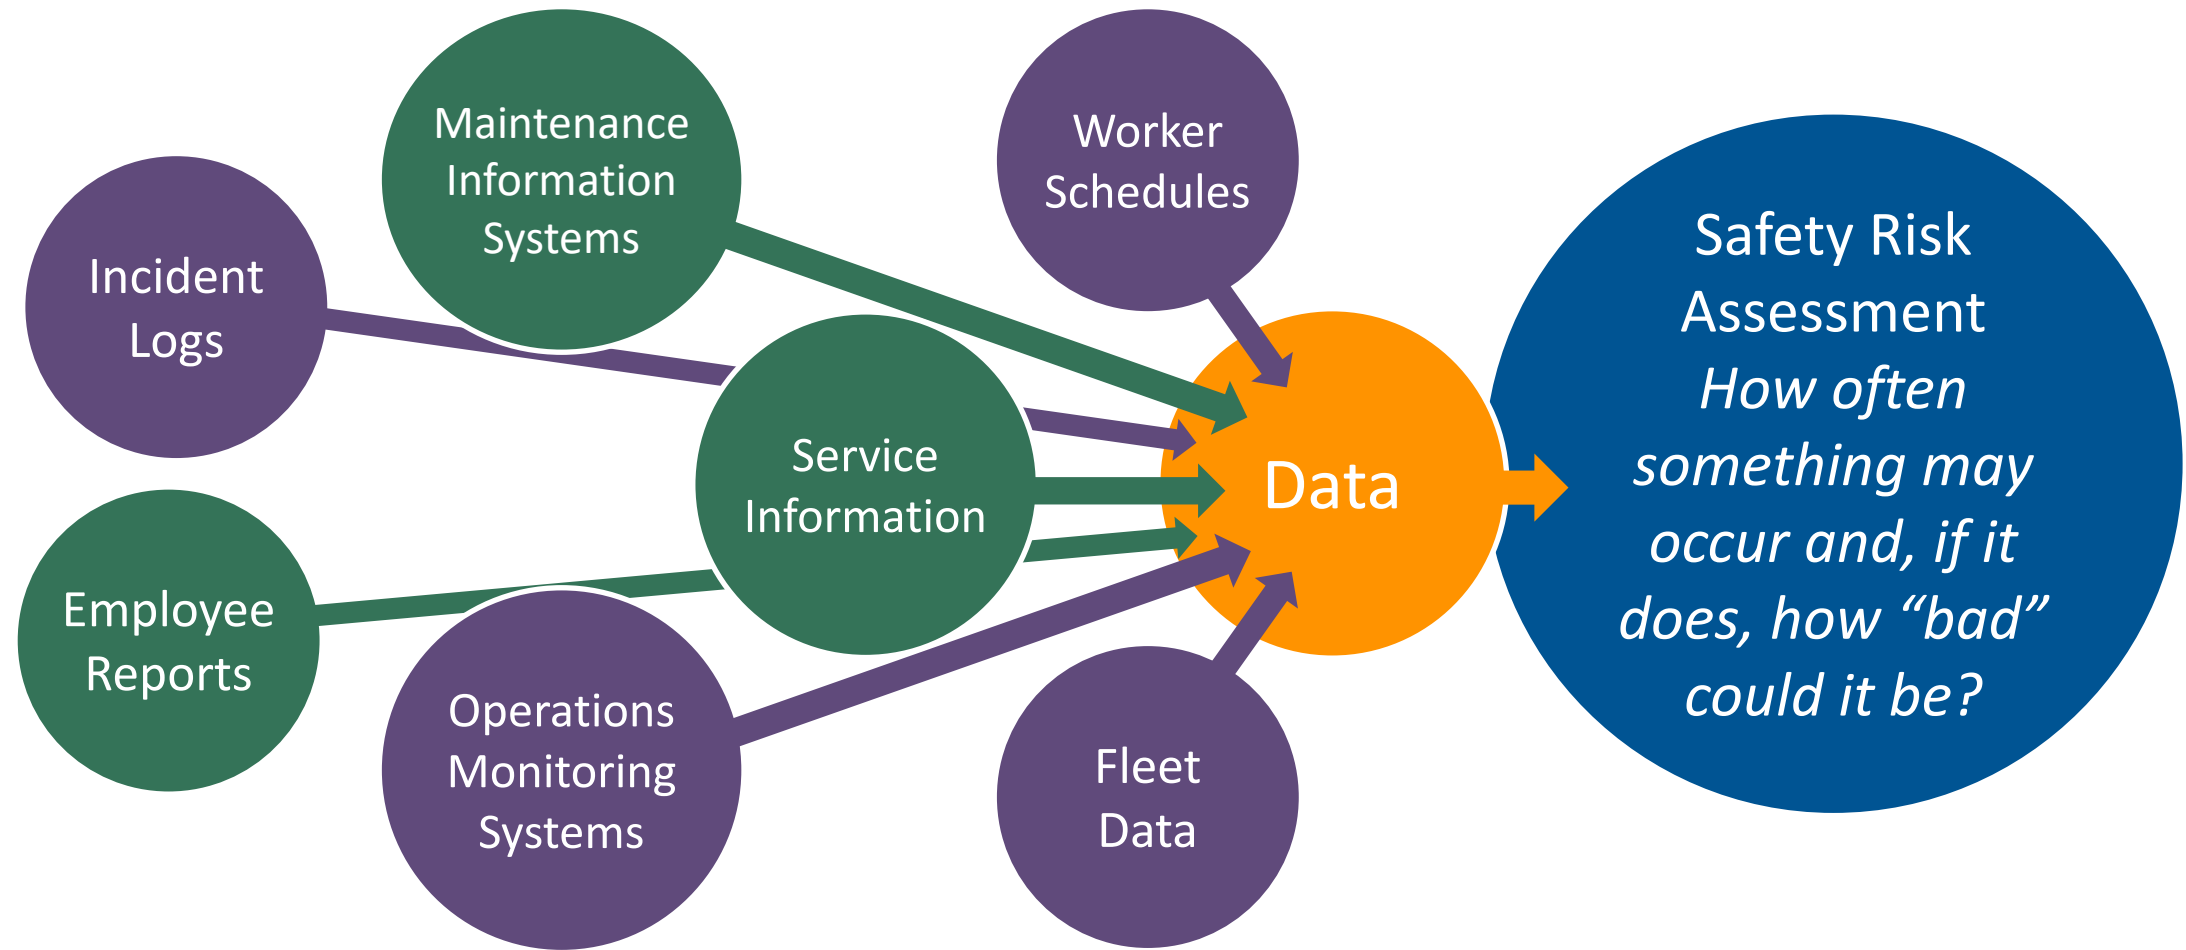 Incident
Logs
Maintenance
Information
Systems
Worker
Schedules
Employee
Reports
Operations
Monitoring
Systems
Service
Information
Fleet
Data
Data
Safety Risk
Assessment
How often
something may
occur and, if it
does, how “bad”
could it be?